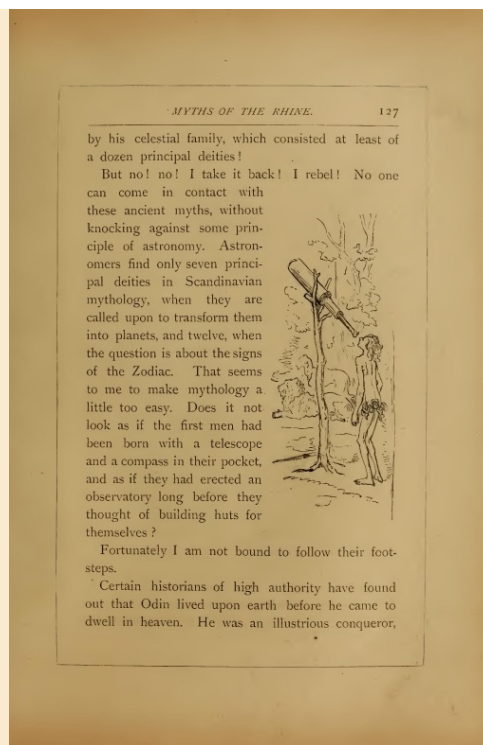 MYTHS OF THE RHINE. 127
by his celestial family, which consisted at least of
a dozen principal deities!
But no! no! I take it back! I rebel! No one
can come in contact with
these ancient myths, without
knocking against some prin-
ciple of astronomy. Astron-
omers find only seven princi-
pal deities in Scandinavian
mythology, when they are
called upon to transform them
into planets, and twelve, when
the question is about the signs
of the Zodiac. That seems
to me to make mythology a
little too easy. Does it not
look as if the first men had
been born with a telescope
and a compass in their pocket,
and as if they had erected an
observatory long before they
thought of building huts for
themselves?
Fortunately I am not bound to follow their foot-
steps.
Certain historians of high authority have found
out that Odin lived upon earth before he came to
dwell in heaven. He was an illustrious conqueror,